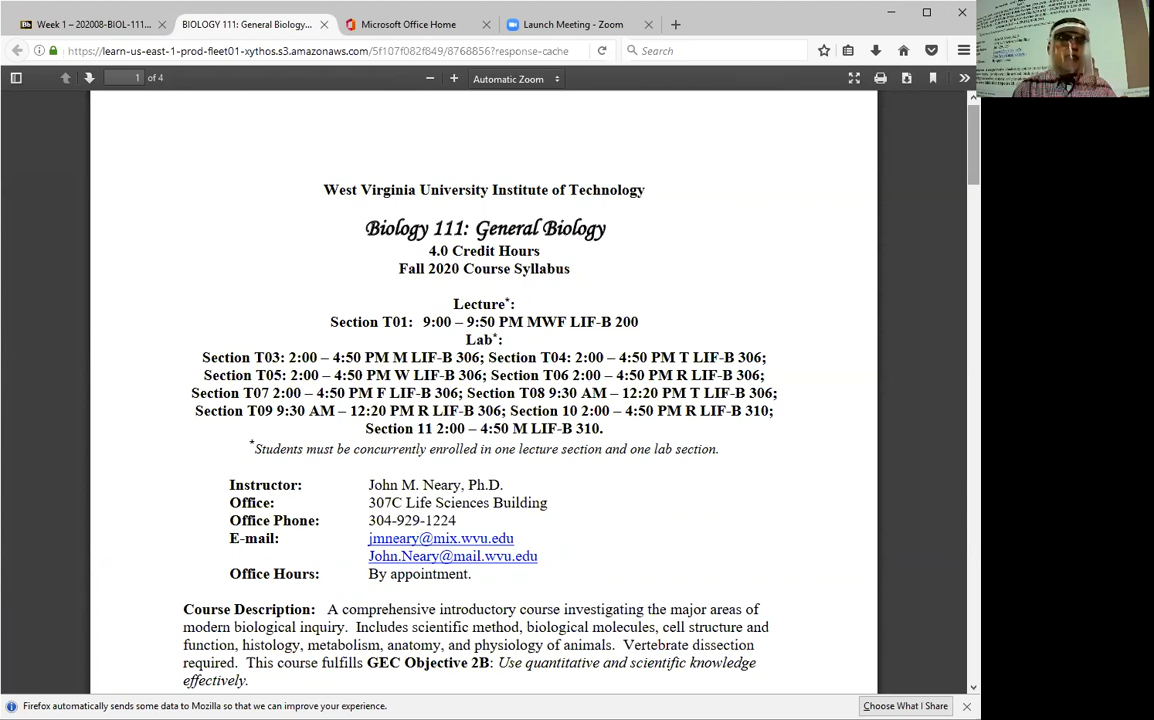 Week 1 – 202008-BIOL-111...
BIOLOGY 111: General Biology...
Microsoft Office Home
Launch Meeting - Zoom
https://learn-us-east-1-prod-fleet01-xythos.s3.amazonaws.com/5f107f082f849/8768856?response-cache
Search
1 of 4
Automatic Zoom
West Virginia University Institute of Technology
Biology 111: General Biology
4.0 Credit Hours
Fall 2020 Course Syllabus
Lecture*:
Section T01: 9:00 – 9:50 PM MWF LIF-B 200
Lab*:
Section T03: 2:00 – 4:50 PM M LIF-B 306; Section T04: 2:00 – 4:50 PM T LIF-B 306;
Section T05: 2:00 – 4:50 PM W LIF-B 306; Section T06 2:00 – 4:50 PM R LIF-B 306;
Section T07 2:00 – 4:50 PM F LIF-B 306; Section T08 9:30 AM – 12:20 PM T LIF-B 306;
Section T09 9:30 AM – 12:20 PM R LIF-B 306; Section 10 2:00 – 4:50 PM R LIF-B 310;
Section 11 2:00 – 4:50 M LIF-B 310.
*Students must be concurrently enrolled in one lecture section and one lab section.
Instructor: John M. Neary, Ph.D.
Office: 307C Life Sciences Building
Office Phone: 304-929-1224
E-mail: jmneary@mix.wvu.edu
John.Neary@mail.wvu.edu
Office Hours: By appointment.
Course Description: A comprehensive introductory course investigating the major areas of
modern biological inquiry. Includes scientific method, biological molecules, cell structure and
function, histology, metabolism, anatomy, and physiology of animals. Vertebrate dissection
required. This course fulfills GEC Objective 2B: Use quantitative and scientific knowledge
effectively.
Firefox automatically sends some data to Mozilla so that we can improve your experience.
Choose What I Share